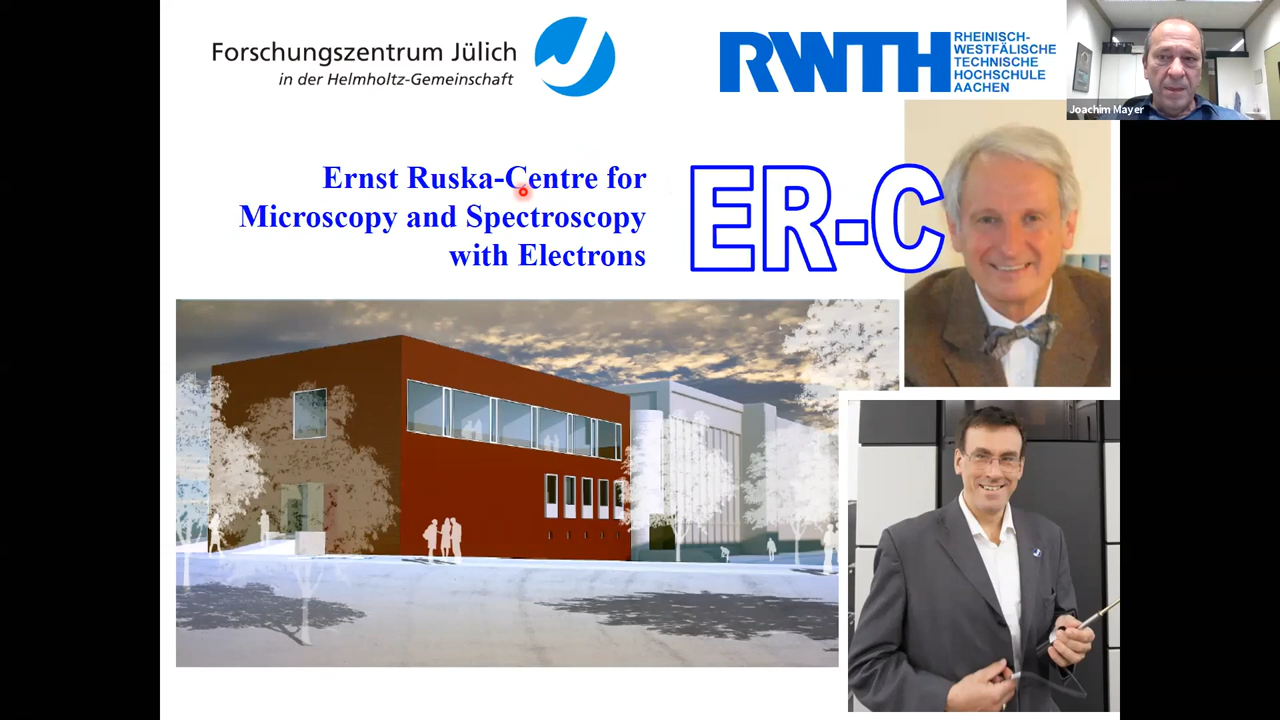 Forschungszentrum Jülich
in der Helmholtz-Gemeinschaft
RWTH
RHEINISCH-
WESTFÄLISCHE
TECHNISCHE
HOCHSCHULE
AACHEN
Joachim Mayer
Ernst Ruska-Centre for
Microscopy and Spectroscopy
with Electrons
ER-C